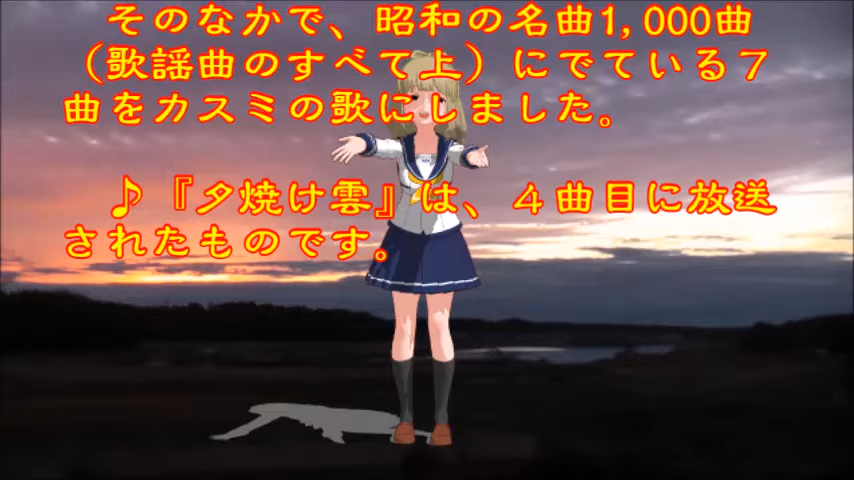 そのなかで、昭和の名曲1,000曲
（歌謡曲のすべて上）にでている７
曲をカスミの歌にしました。
♪『夕焼け雲』は、４曲目に放送
されたものです。